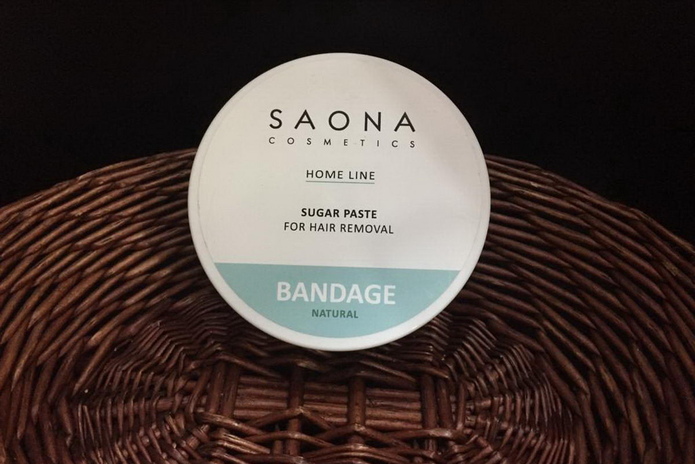 SAONA
COSMETICS
HOME LINE
SUGAR PASTE
FOR HAIR REMOVAL
BANDAGE
NATURAL